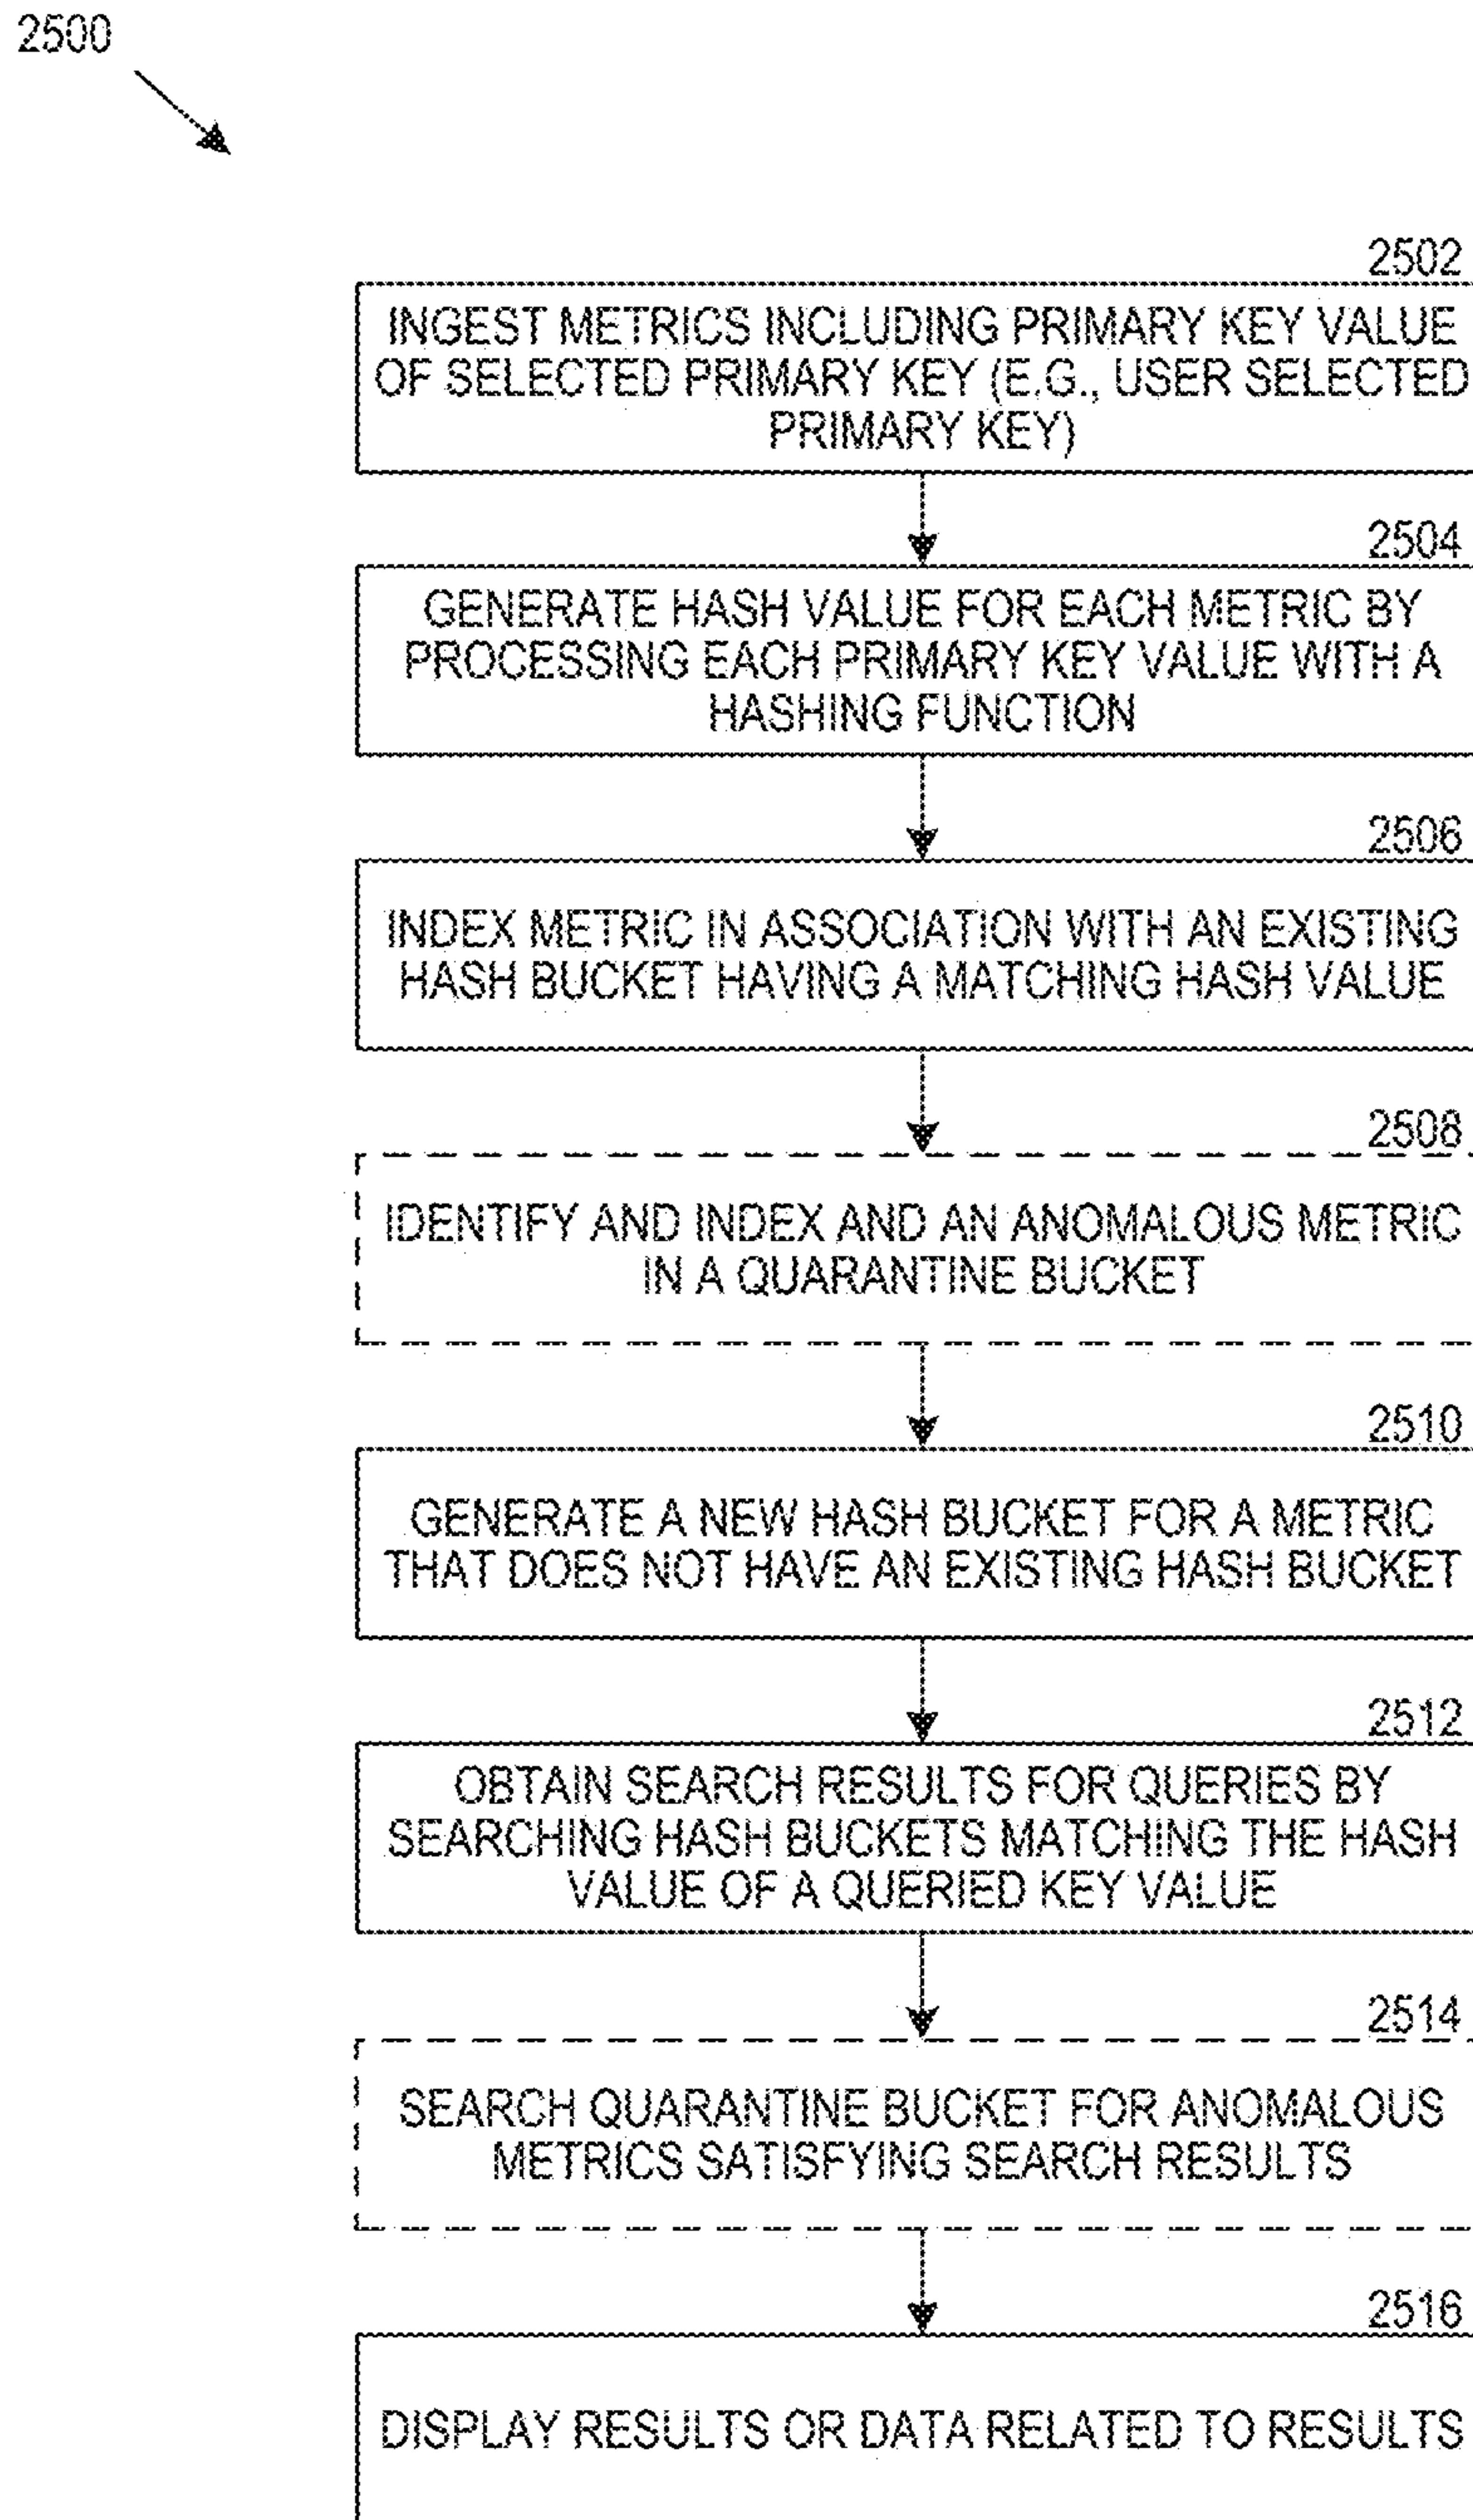 2500
2502
INGEST METRICS INCLUDING PRIMARY KEY VALUE
OF SELECTED PRIMARY KEY (E.G., USER SELECTED
PRIMARY KEY)
2504
GENERATE HASH VALUE FOR EACH METRIC BY
PROCESSING EACH PRIMARY KEY VALUE WITH A
HASHING FUNCTION
2506
INDEX METRIC IN ASSOCIATION WITH AN EXISTING
HASH BUCKET HAVING A MATCHING HASH VALUE
2508
IDENTIFY AND INDEX AND AN ANOMALOUS METRIC
IN A QUARANTINE BUCKET
2510
GENERATE A NEW HASH BUCKET FOR A METRIC
THAT DOES NOT HAVE AN EXISTING HASH BUCKET
2512
OBTAIN SEARCH RESULTS FOR QUERIES BY
SEARCHING HASH BUCKETS MATCHING THE HASH
VALUE OF A QUERIED KEY VALUE
2514
SEARCH QUARANTINE BUCKET FOR ANOMALOUS
METRICS SATISFYING SEARCH RESULTS
2516
DISPLAY RESULTS OR DATA RELATED TO RESULTS